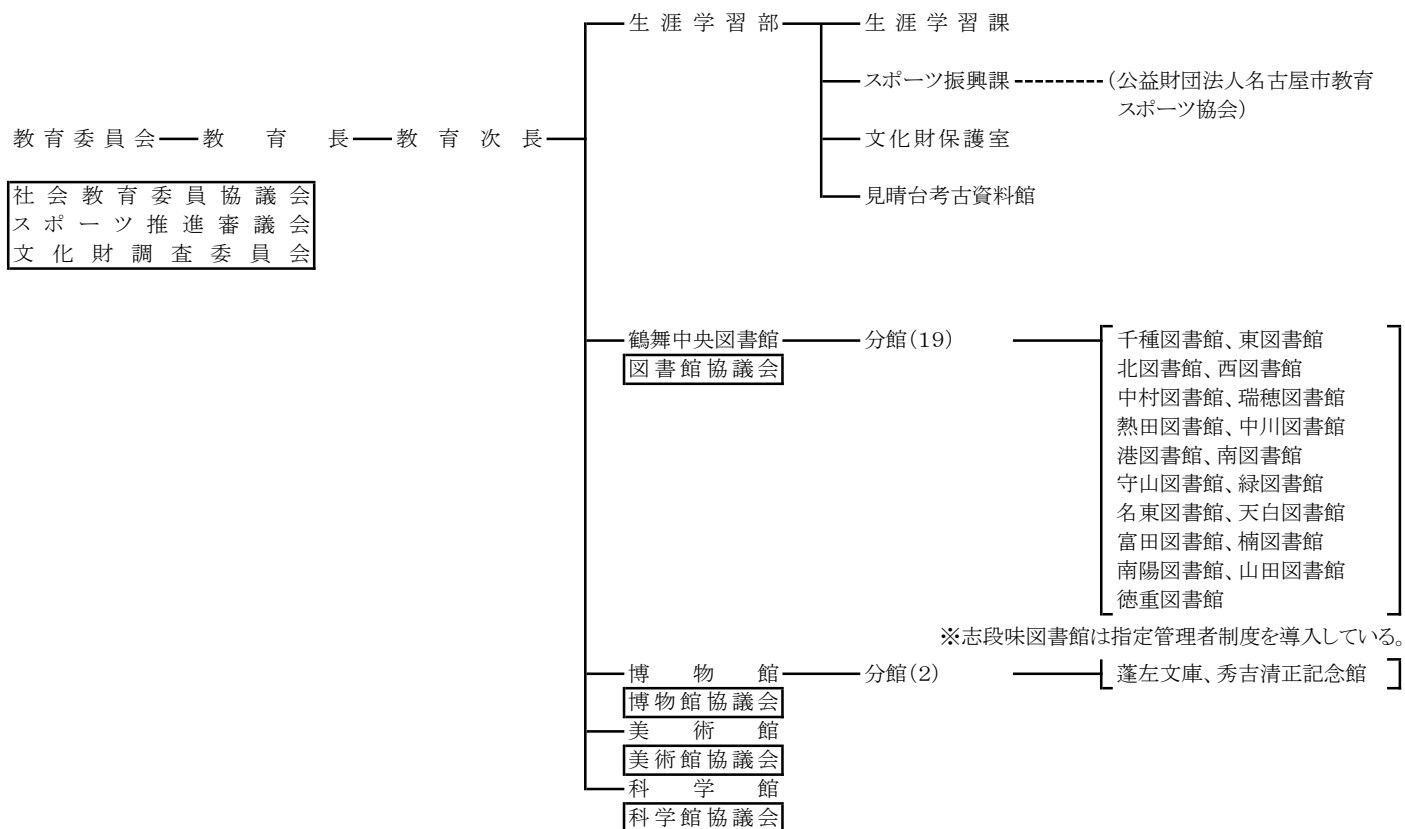 生涯学習部 生涯学習課
スポーツ振興課 (公益財団法人名古屋市教育
スポーツ協会)
教育委員会 教育長 教育次長 文化財保護室
社会教育委員協議会
スポーツ推進審議会
文化財調査委員会
見晴台考古資料館
鶴舞中央図書館 分館(19) 千種図書館、東図書館
図書館協議会 北図書館、西図書館
中村図書館、瑞穂図書館
熱田図書館、中川図書館
港図書館、南図書館
守山図書館、緑図書館
名東図書館、天白図書館
富田図書館、楠図書館
南陽図書館、山田図書館
徳重図書館
※志段味図書館は指定管理者制度を導入している。
博物館 分館(2) 蓬左文庫、秀吉清正記念館
博物館協議会
美術館
美術館協議会
科学館
科学館協議会